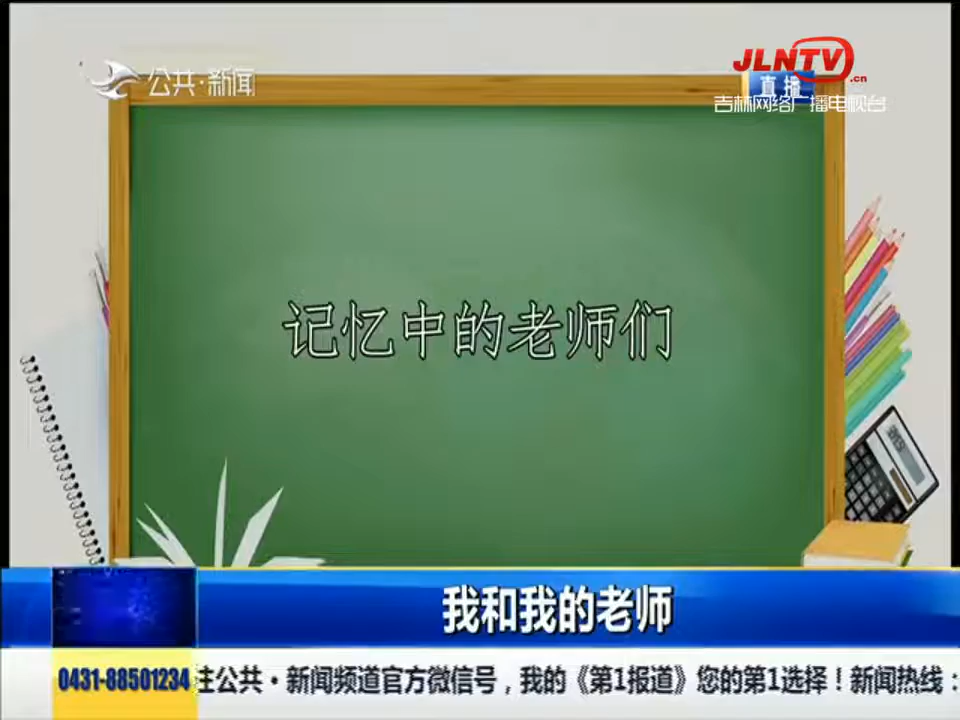 公共·新闻
JLNTV.cn
直播
吉林网络广播电视台
记忆中的老师们
我和我的老师
0431-88501234
注公共·新闻频道官方微信号，我的《第1报道》您的第1选择！新闻热线：